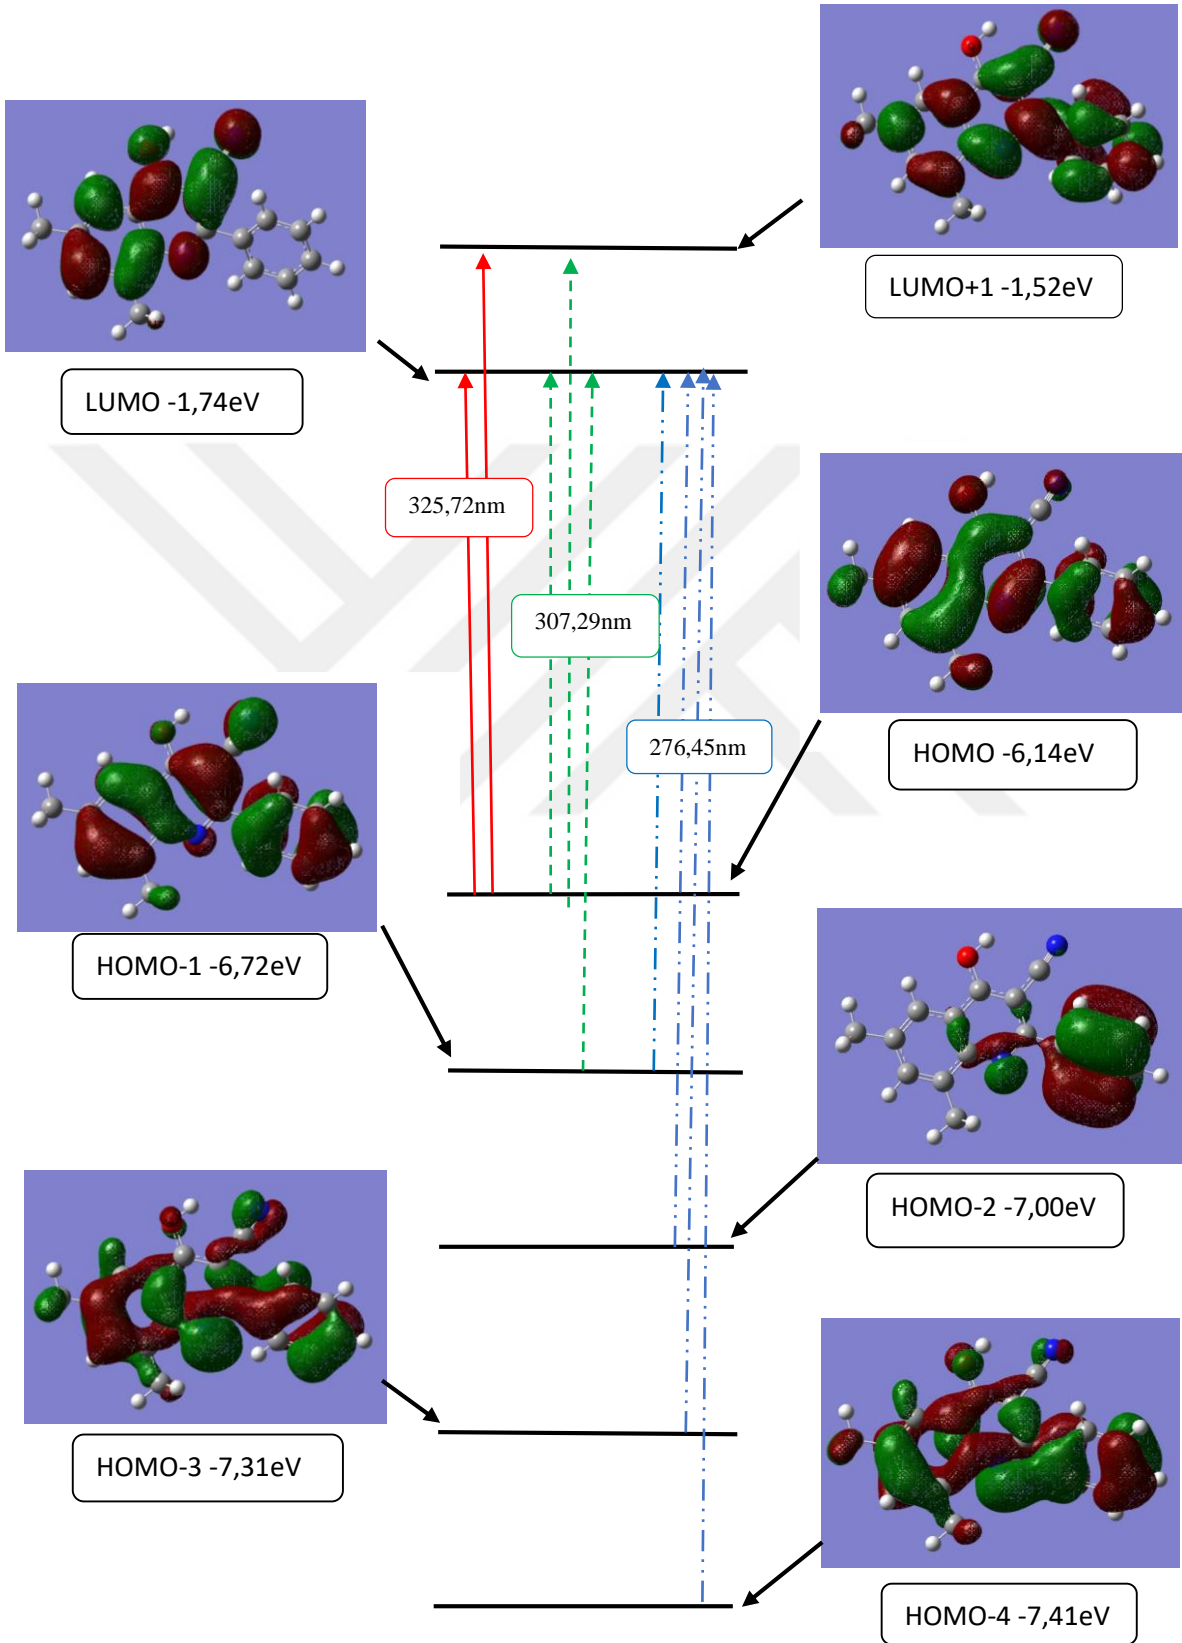 LUMO+1 -1,52eV
LUMO -1,74eV
325,72nm
307,29nm
276,45nm
HOMO -6,14eV
HOMO-1 -6,72eV
HOMO-2 -7,00eV
HOMO-3 -7,31eV
HOMO-4 -7,41eV